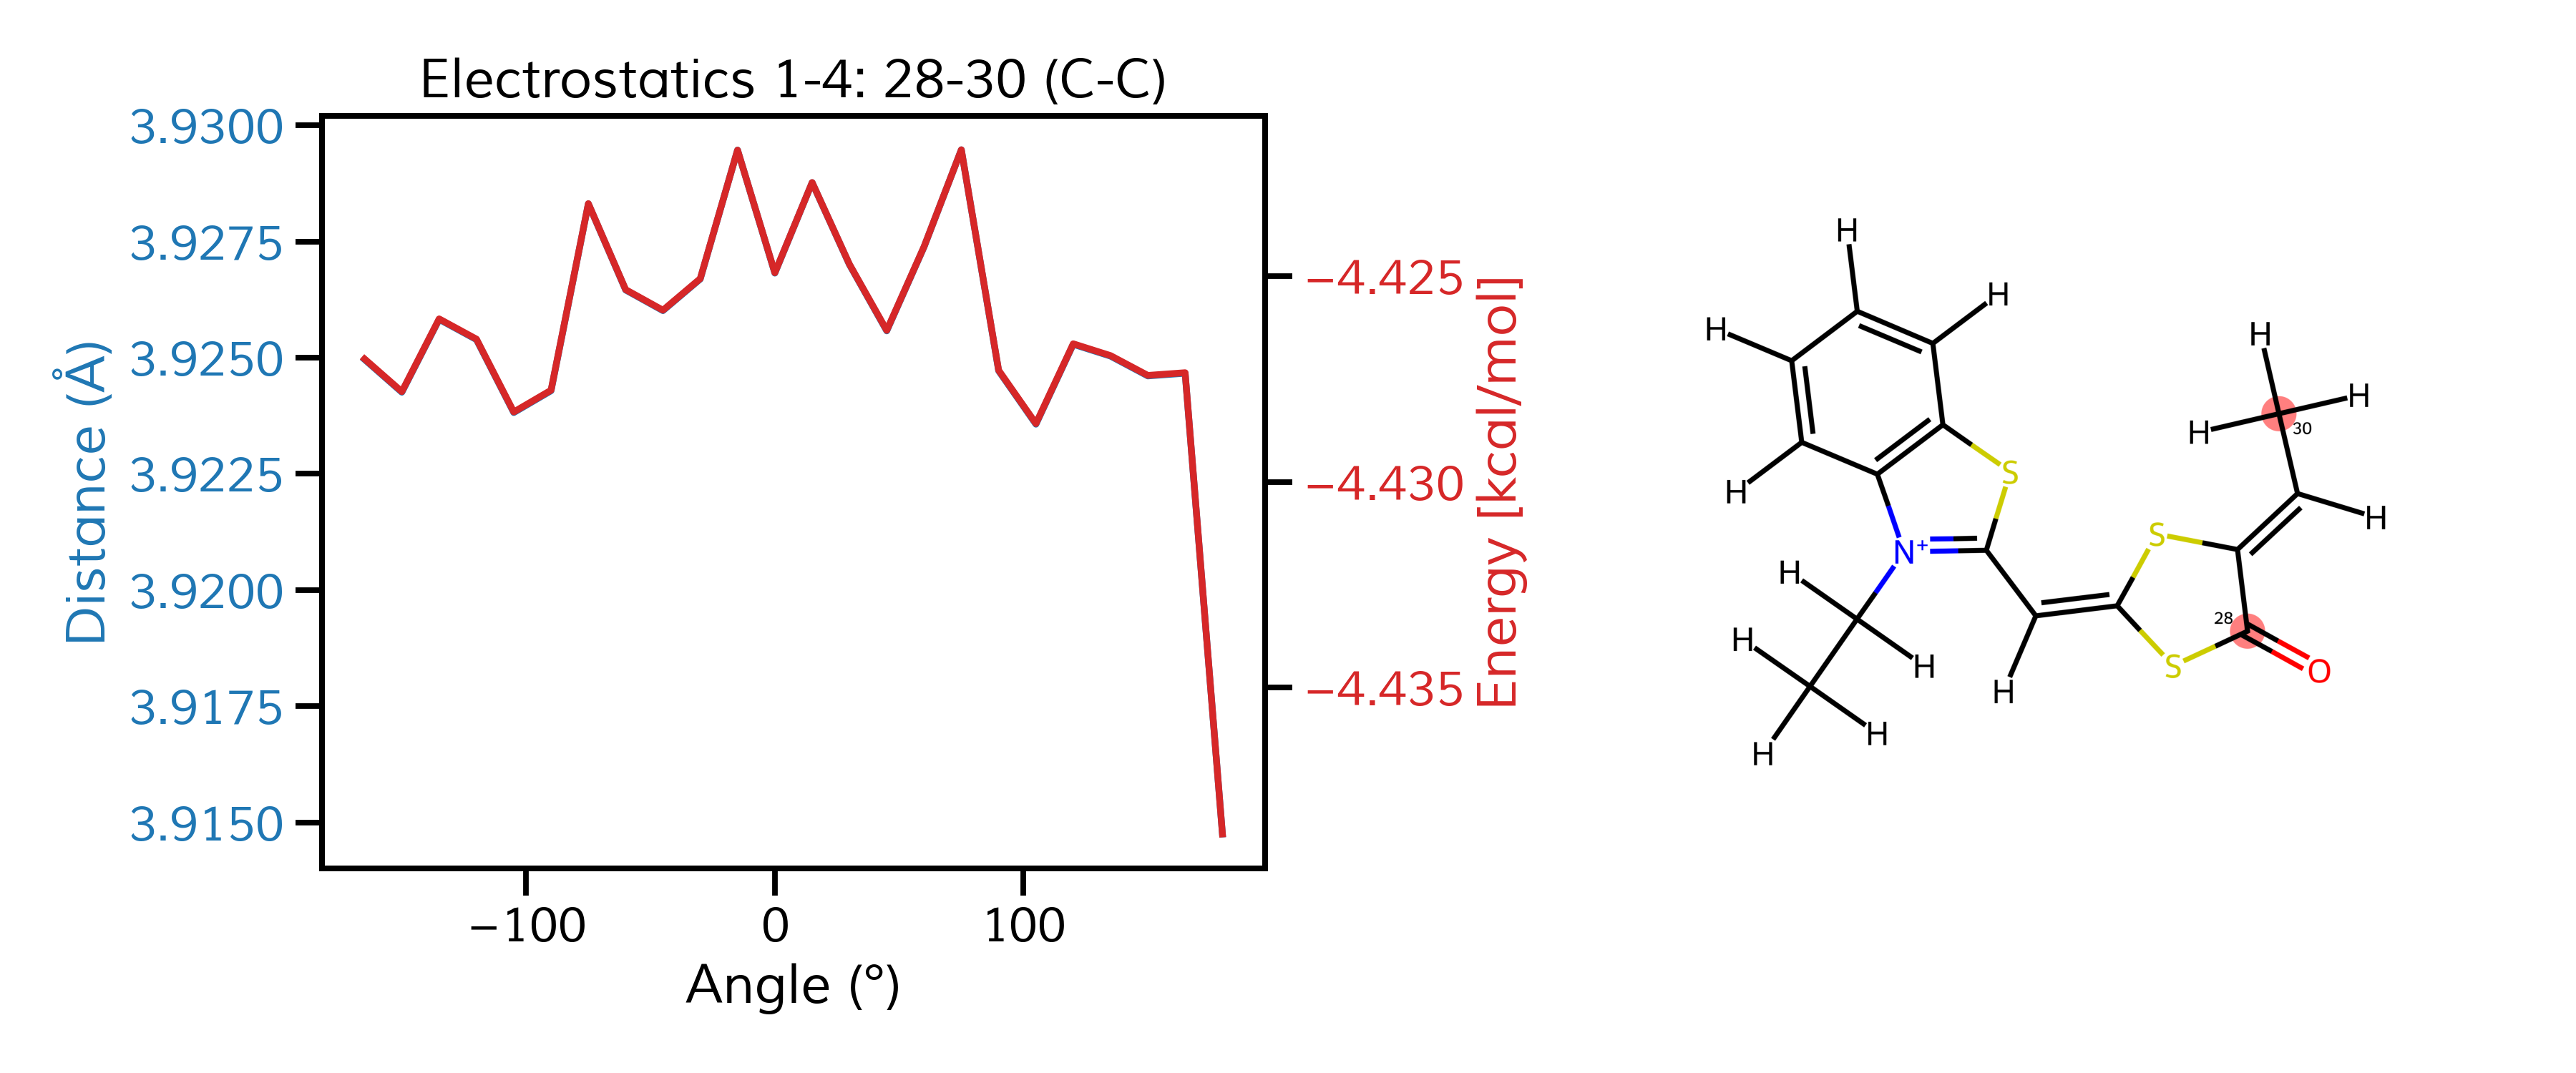 Electrostatics 1-4: 28-30 (C-C)
3.9300
3.9275
3.9250
3.9225
3.9200
3.9175
3.9150
Distance (Å)
−100
0
100
Angle (°)
−4.425
−4.430
−4.435
Energy [kcal/mol]
H
H
H
H
H
H
H
30
S
H
H
N⁺
S
H
28
H
H
S
O
H
H
H